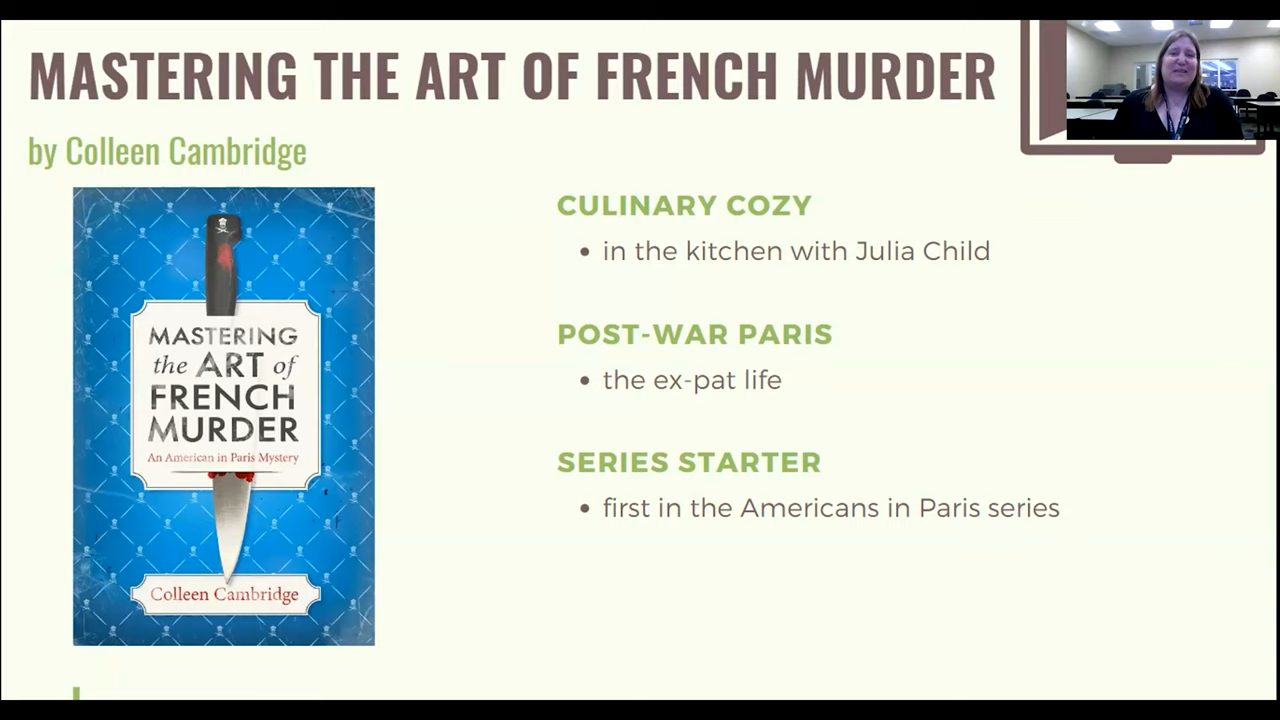 MASTERING THE ART OF FRENCH MURDER
by Colleen Cambridge
MASTERING
the ART of
FRENCH
MURDER
An American in Paris Mystery
Colleen Cambridge
CULINARY COZY
• in the kitchen with Julia Child
POST-WAR PARIS
• the ex-pat life
SERIES STARTER
• first in the Americans in Paris series